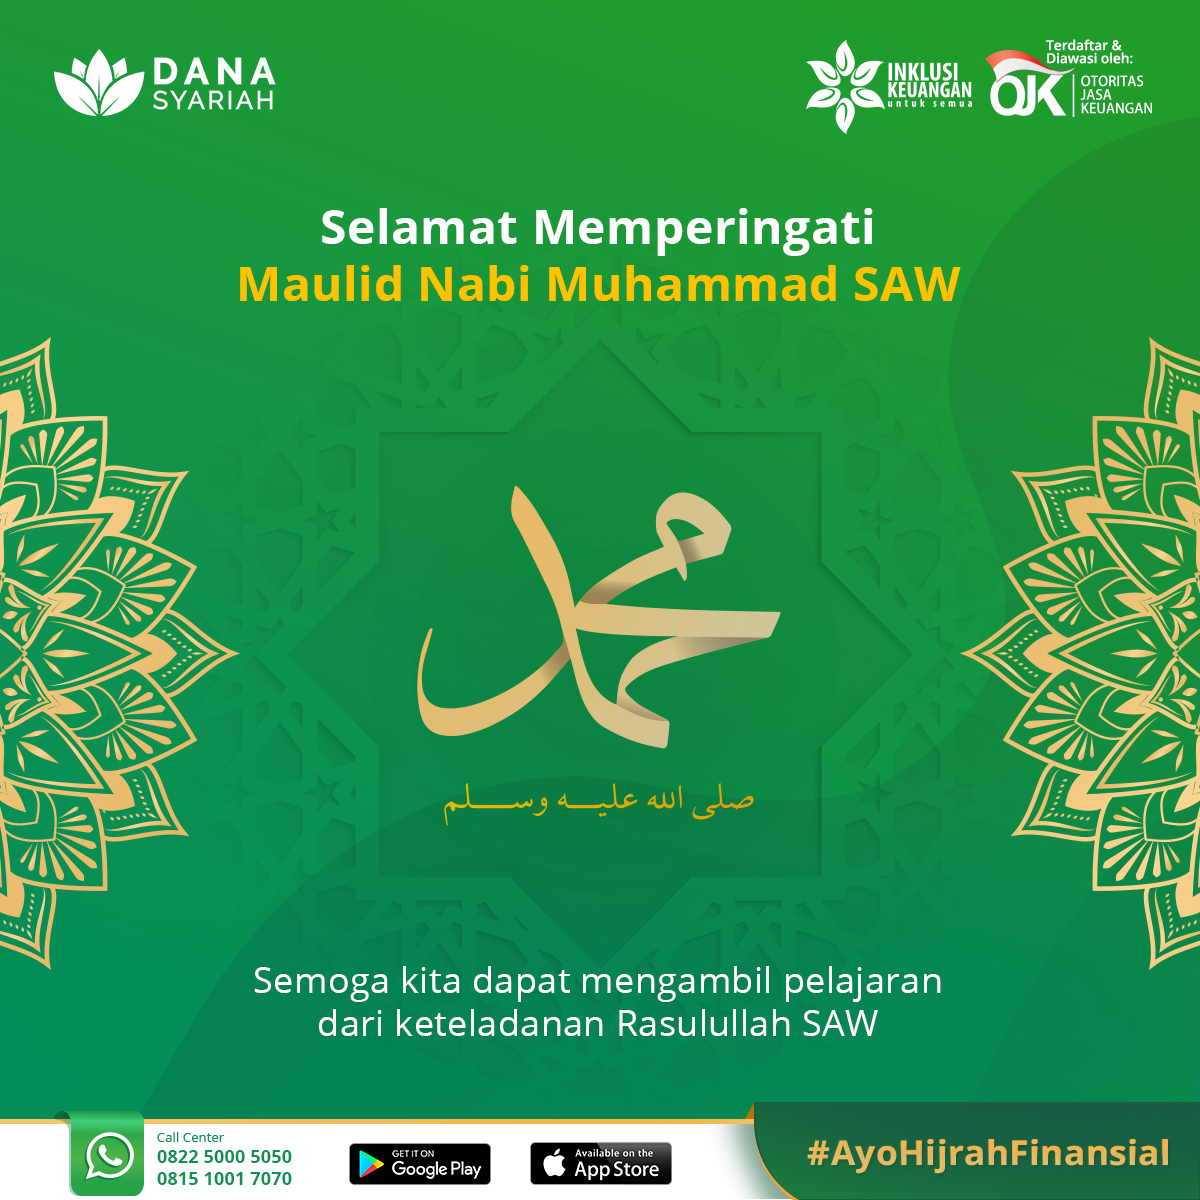 DANA
SYARIAH
INKLUSI
KEUANGAN
untuk semua
Terdaftar &
Diawasi oleh:
OJK
OTORITAS
JASA
KEUANGAN
Selamat Memperingati
Maulid Nabi Muhammad SAW
محمد
صلى الله عليـــه وســـــلم
Semoga kita dapat mengambil pelajaran
dari keteladanan Rasulullah SAW
Call Center
0822 5000 5050
0815 1001 7070
GET IT ON
Google Play
Available on the
App Store
#AyoHijrahFinansial